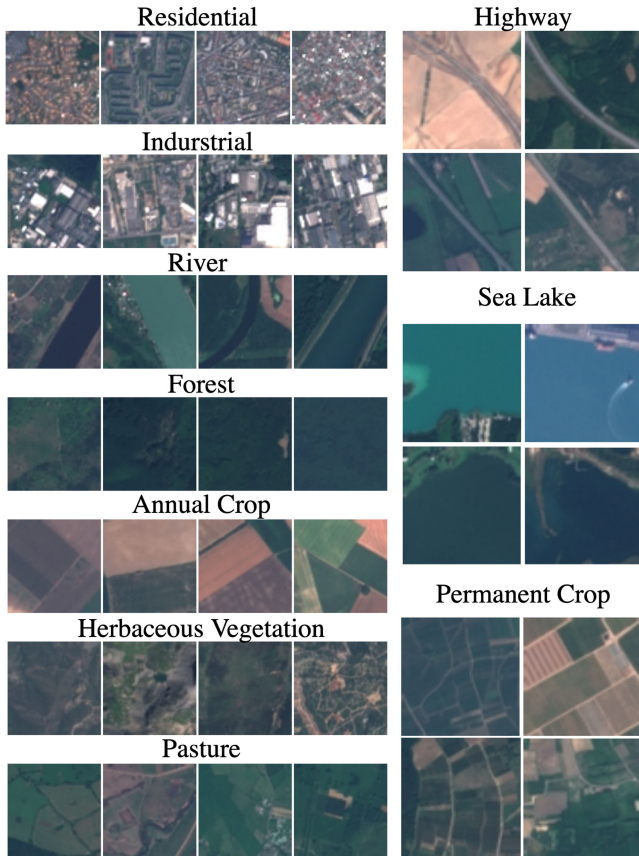 Residential
Indurstrial
River
Forest
Annual Crop
Herbaceous Vegetation
Pasture
Highway
Sea Lake
Permanent Crop